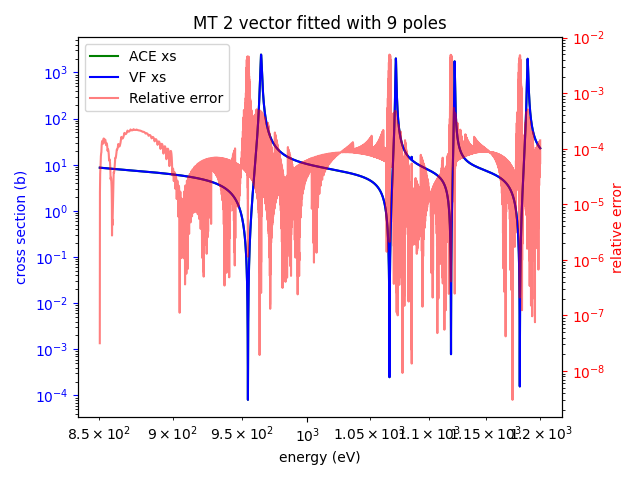 MT 2 vector fitted with 9 poles
ACE xs
VF xs
Relative error
cross section (b)
10³
10²
10¹
10⁰
10⁻¹
10⁻²
10⁻³
10⁻⁴
10⁻²
10⁻³
10⁻⁴
10⁻⁵
10⁻⁶
10⁻⁷
10⁻⁸
relative error
8.5 × 10² 9 × 10² 9.5 × 10² 10³ 1.05 × 10³ 1.1 × 10³ 1.15 × 10³ 1.2 × 10³
energy (eV)